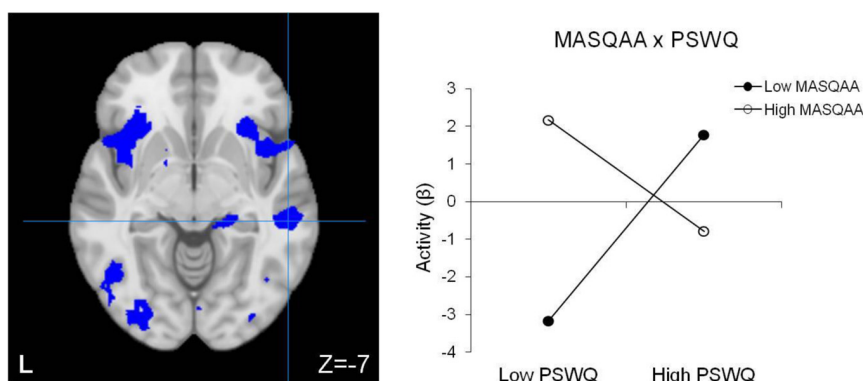 L
Z=-7
MASQAA x PSWQ
Low MASQAA
High MASQAA
Activity (β)
3
2
1
0
-1
-2
-3
-4
Low PSWQ
High PSWQ